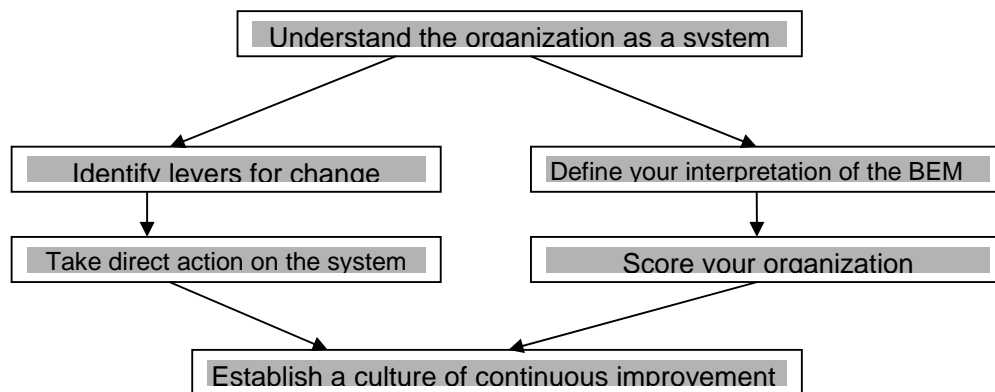 Understand the organization as a system
Identify levers for change
Define your interpretation of the BEM
Take direct action on the system
Score your organization
Establish a culture of continuous improvement